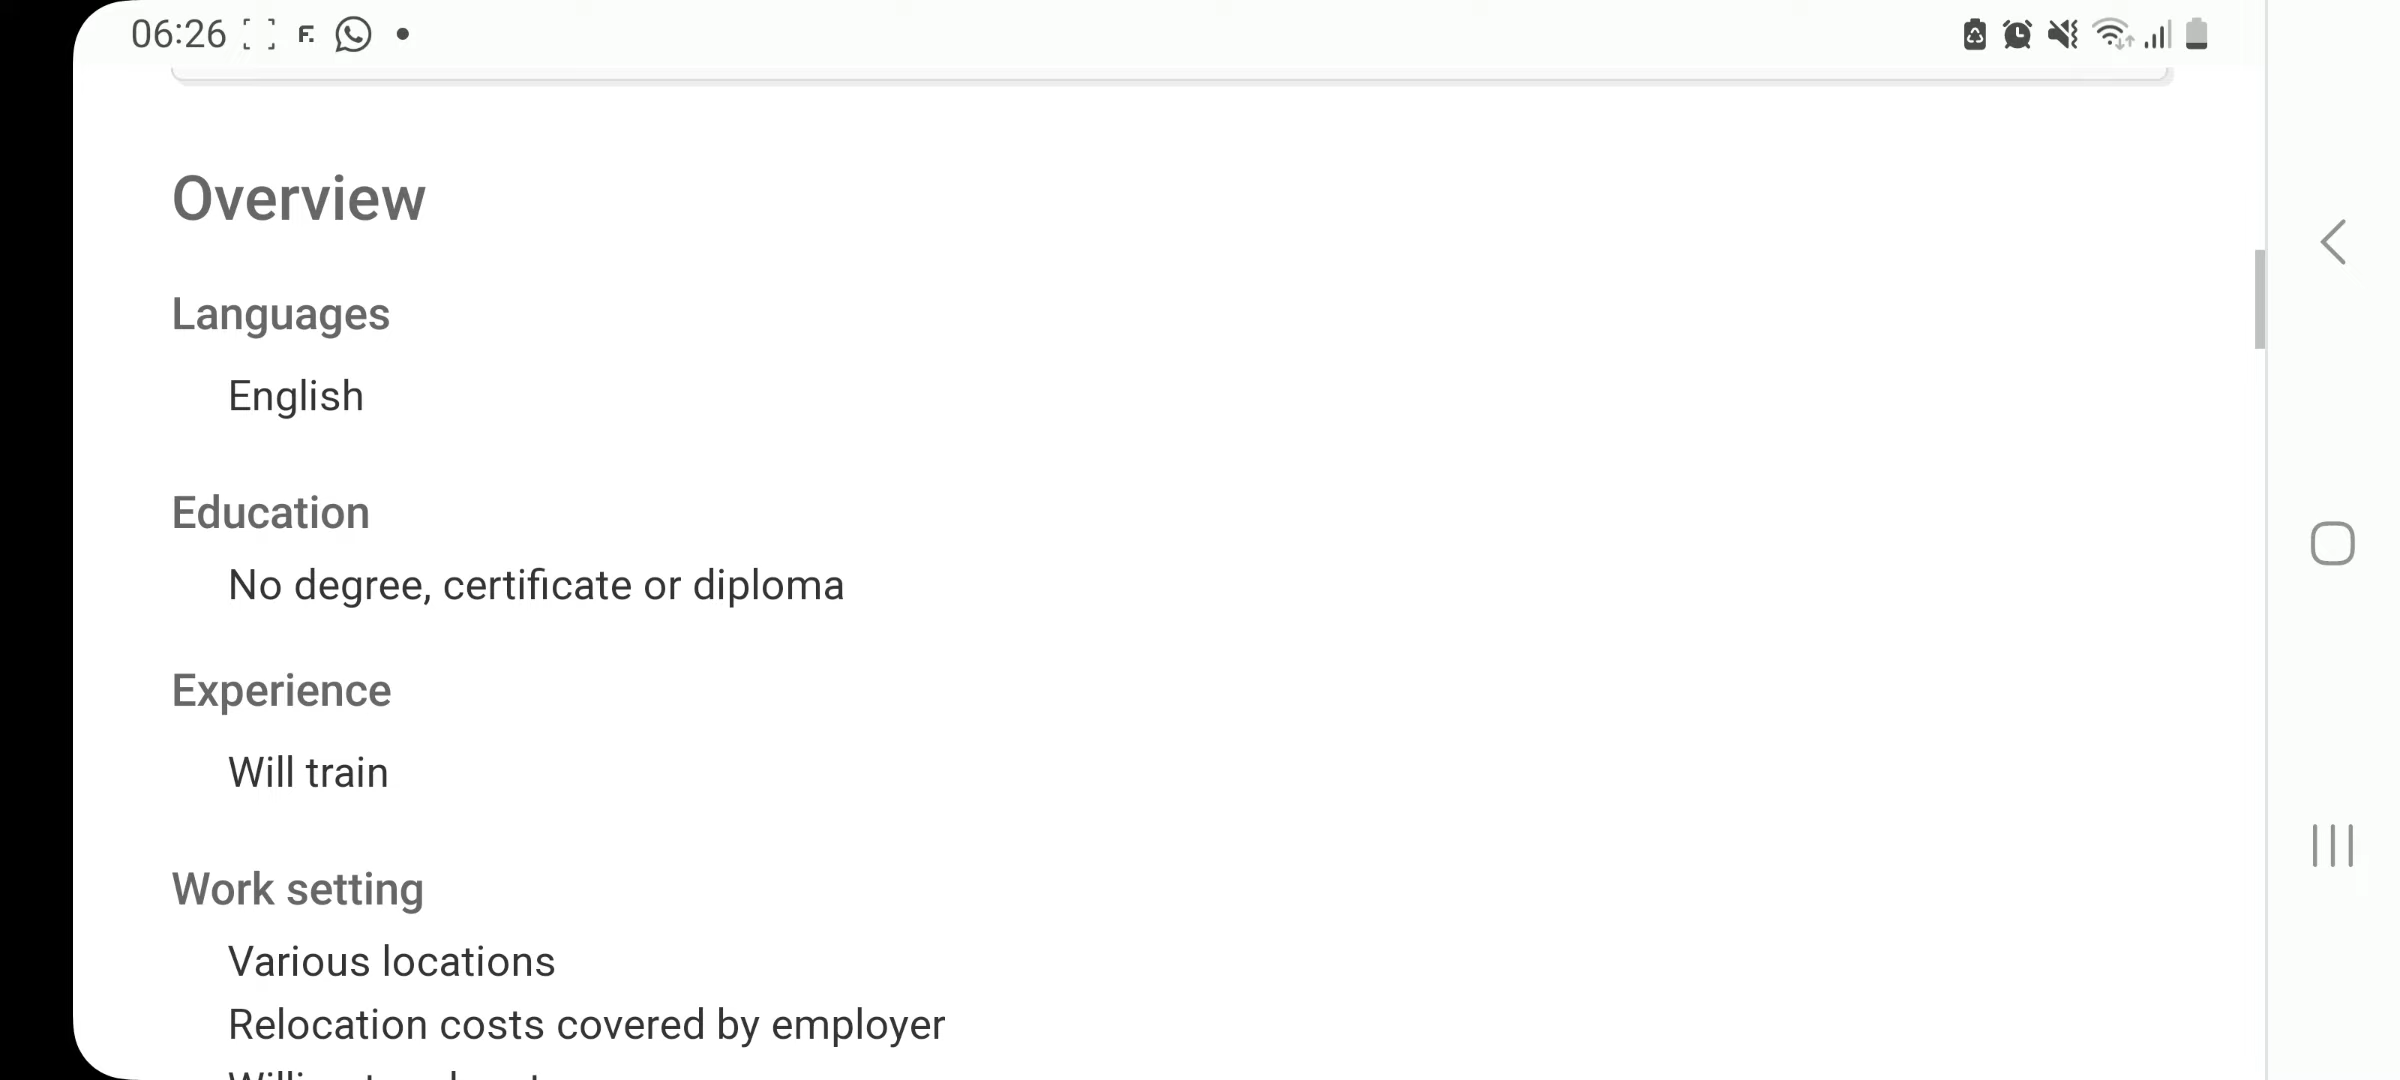 06:26
Overview
Languages
English
Education
No degree, certificate or diploma
Experience
Will train
Work setting
Various locations
Relocation costs covered by employer